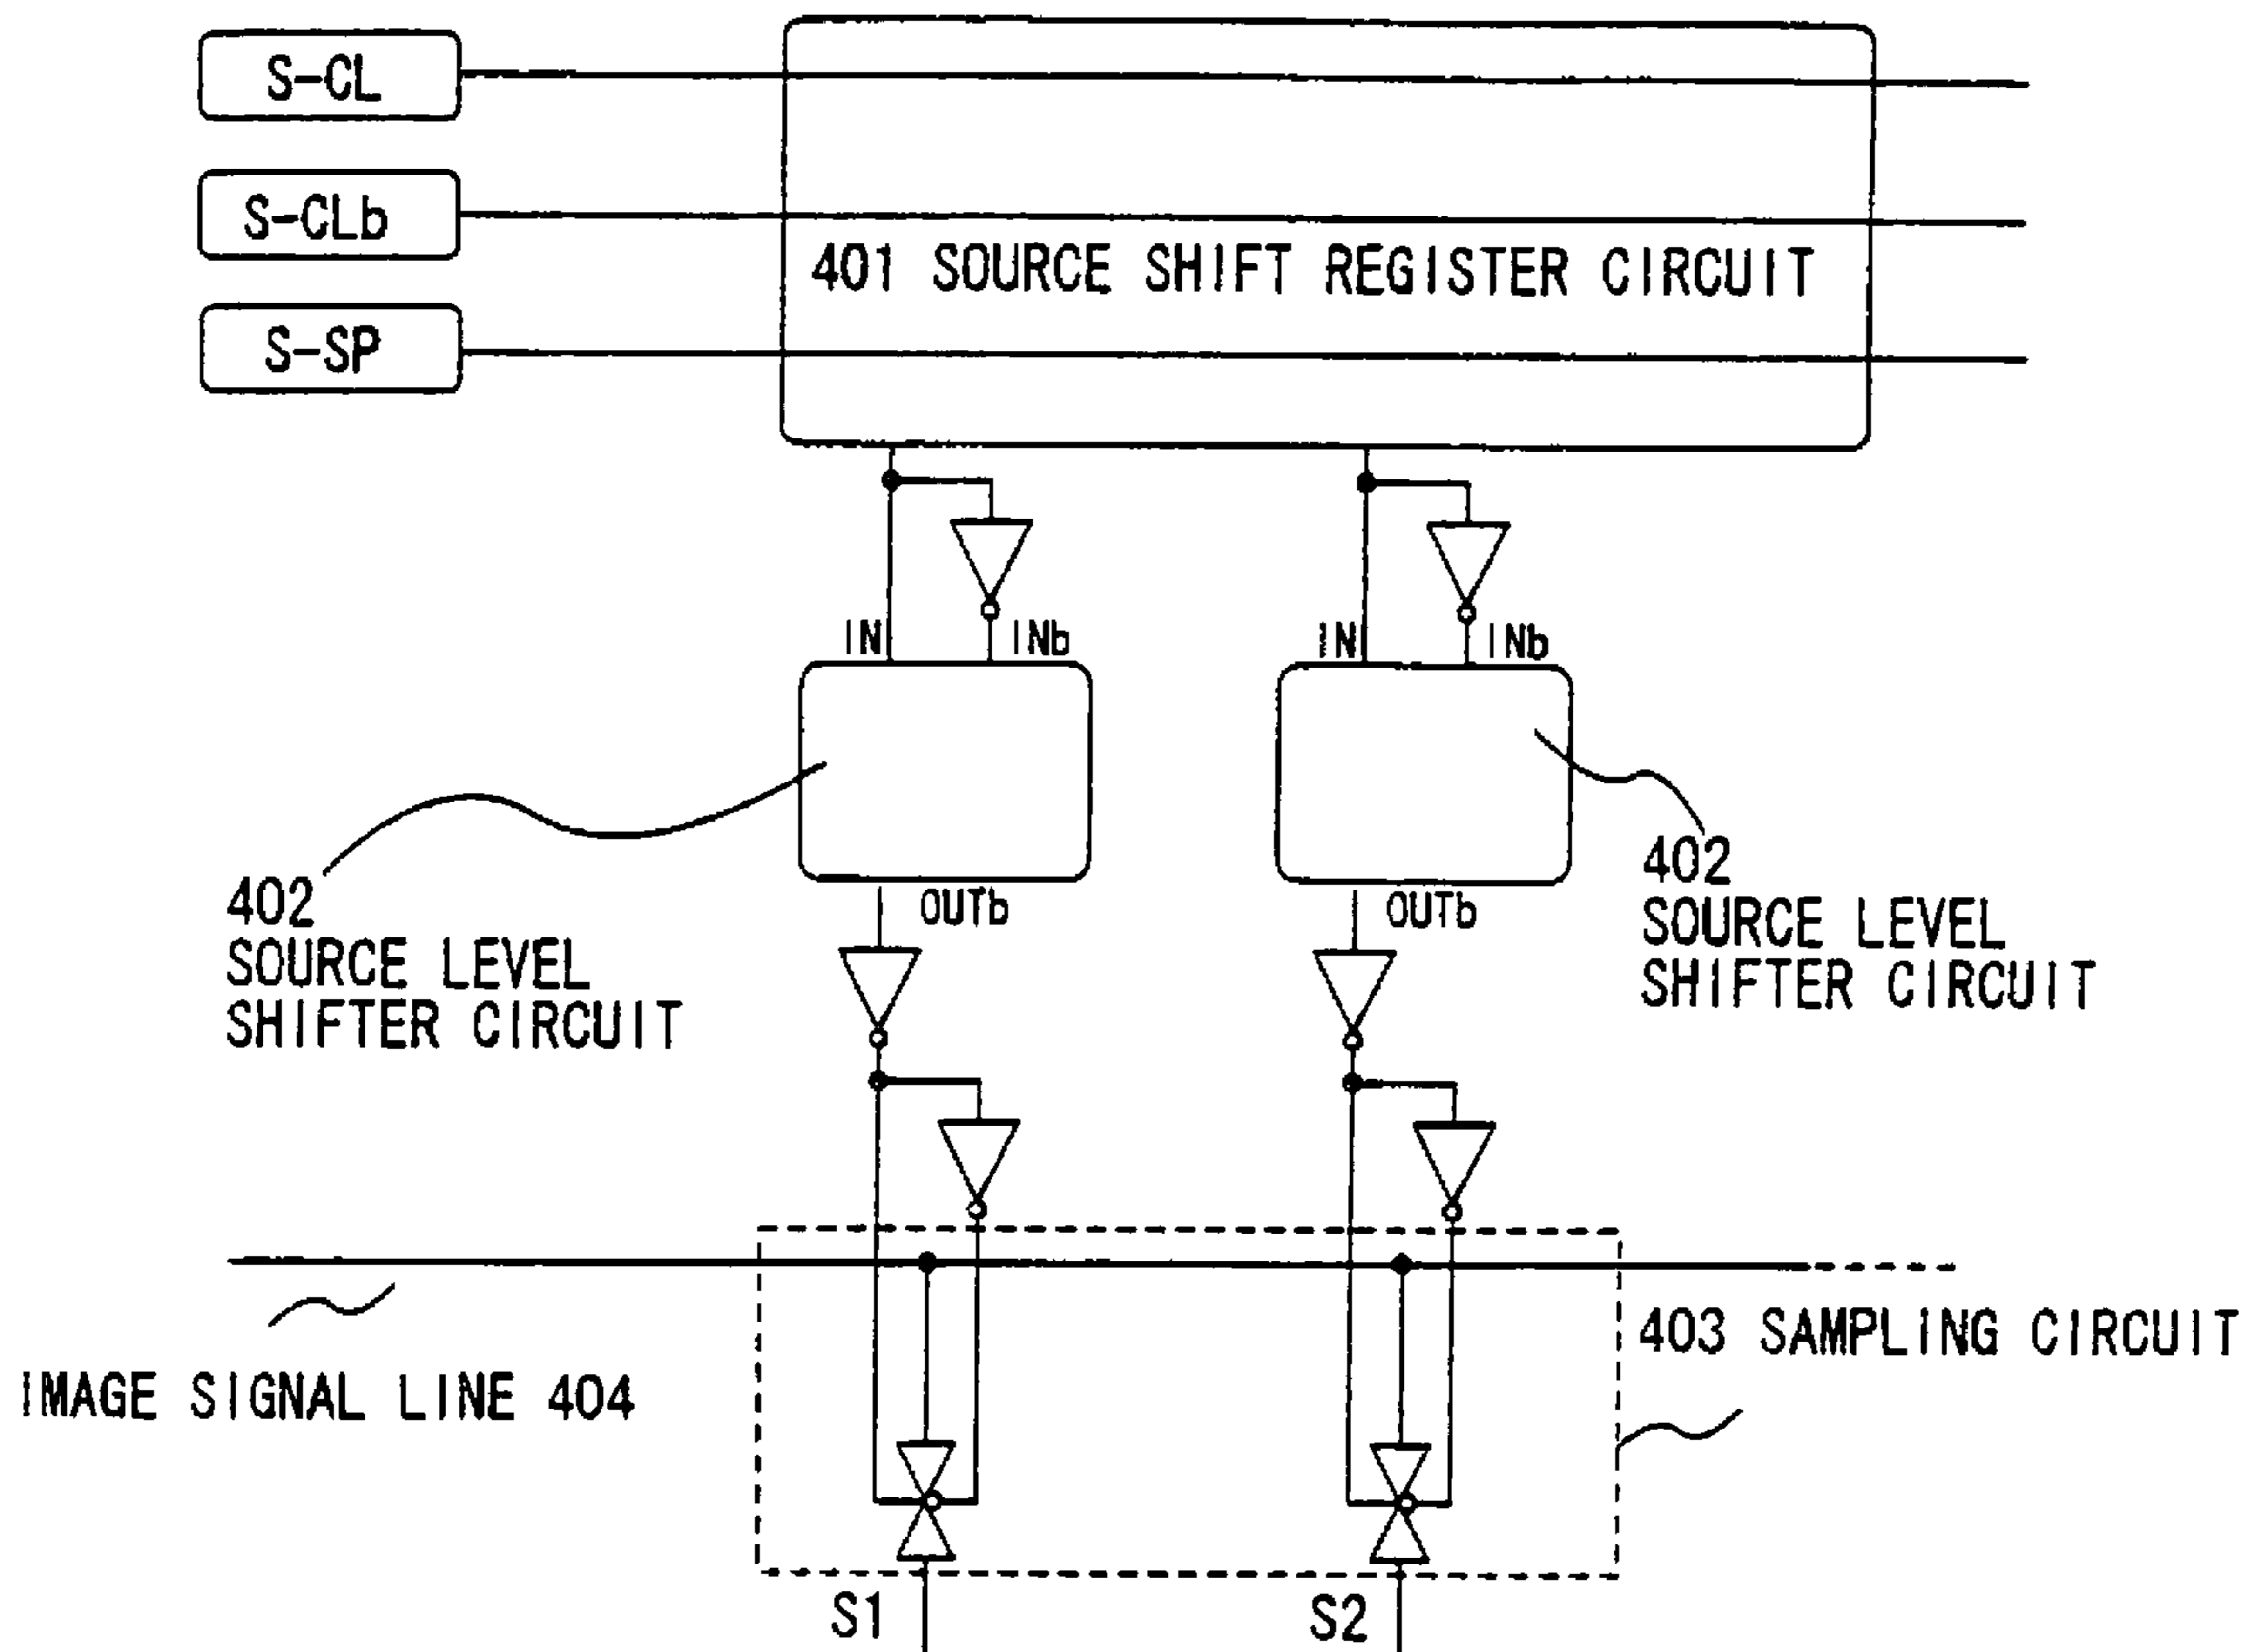 S-CL
S-CLb
401 SOURCE SHIFT REGISTER CIRCUIT
S-SP
IN
INb
IN
INb
402
SOURCE LEVEL
SHIFTER CIRCUIT
OUTb
OUTb
402
SOURCE LEVEL
SHIFTER CIRCUIT
IMAGE SIGNAL LINE 404
403 SAMPLING CIRCUIT
S1
S2